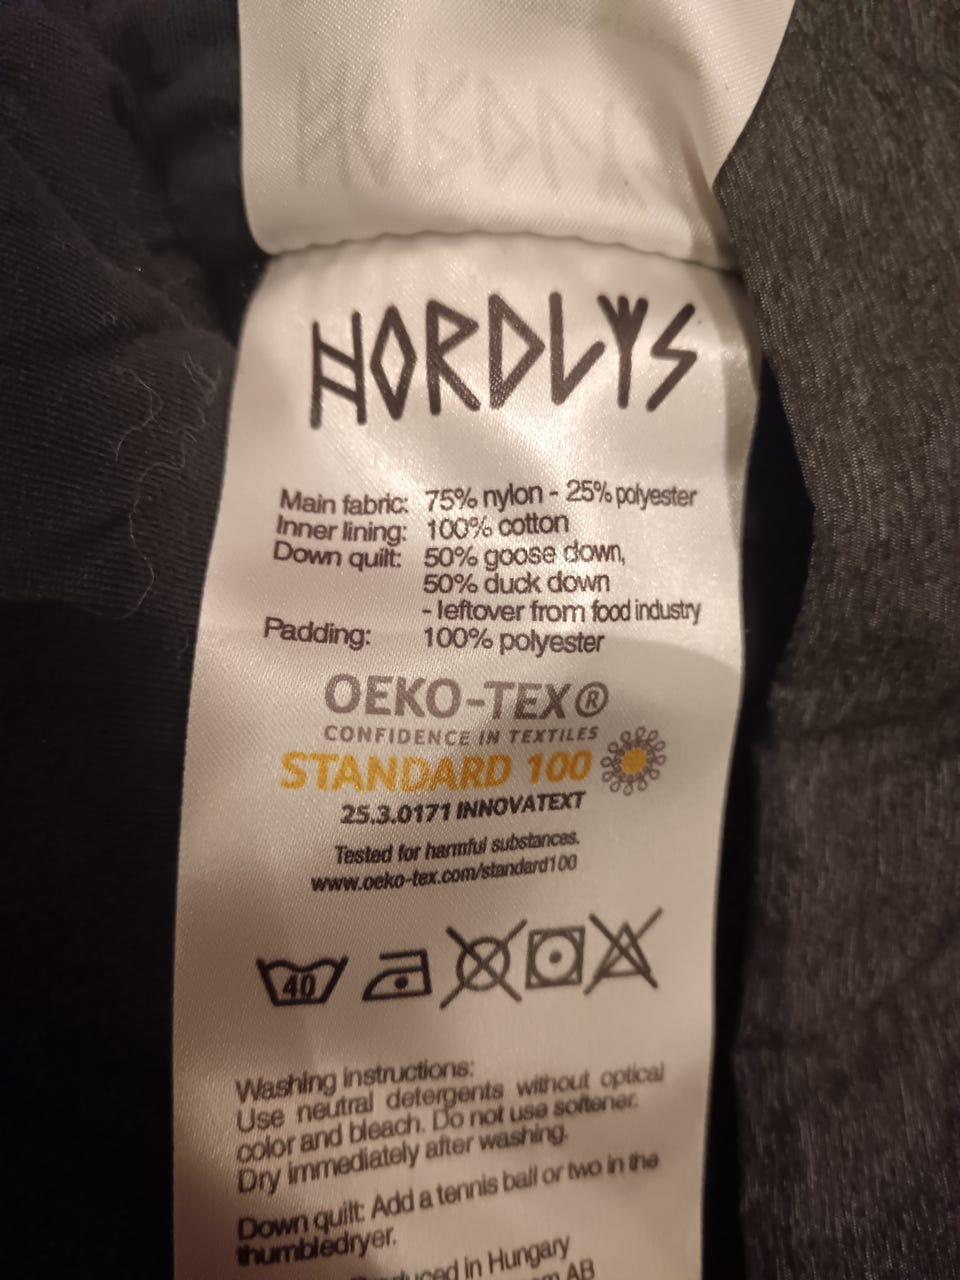 NORDLYS
Main fabric: 75% nylon - 25% polyester
Inner lining: 100% cotton
Down quilt: 50% goose down,
50% duck down
- leftover from food industry
Padding: 100% polyester
OEKO-TEX®
CONFIDENCE IN TEXTILES
STANDARD 100
25.3.0171 INNOVATEXT
Tested for harmful substances.
www.oeko-tex.com/standard100
40
Washing instructions:
Use neutral detergents without optical
color and bleach. Do not use softener.
Dry immediately after washing.
Down quilt: Add a tennis ball or two in the
thumbledryer.
in Hungary
AB